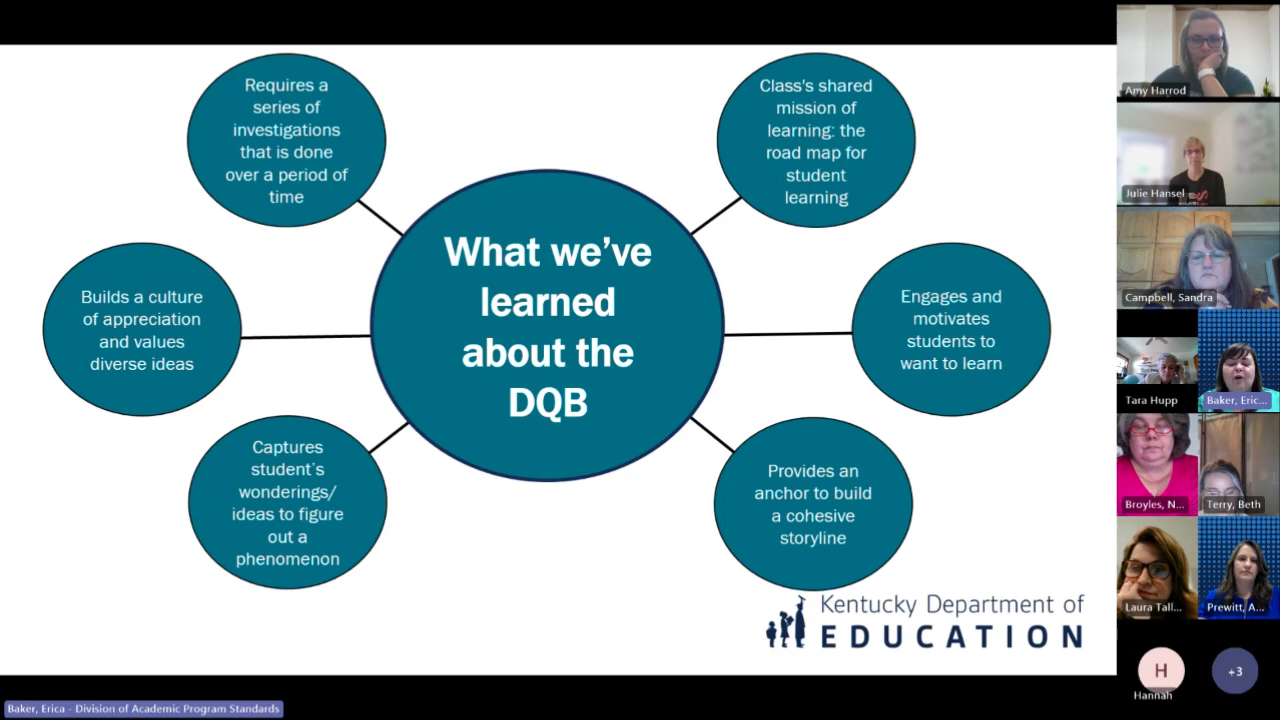 Requires a
series of
investigations
that is done
over a period of
time
Class's shared
mission of
learning: the
road map for
student
learning
What we've
learned
about the
DQB
Builds a culture
of appreciation
and values
diverse ideas
Engages and
motivates
students to
want to learn
Captures
student's
wonderings/
ideas to figure
out a
phenomenon
Provides an
anchor to build
a cohesive
storyline
Kentucky Department of
EDUCATION
Amy Harrod
Julie Hansel
Campbell, Sandra
Tara Hupp
Baker, Eric...
Broyles, N...
Terry, Beth
Laura Tall...
Prewitt, A...
H
Hannah
+3
Baker, Erica - Division of Academic Program Standards